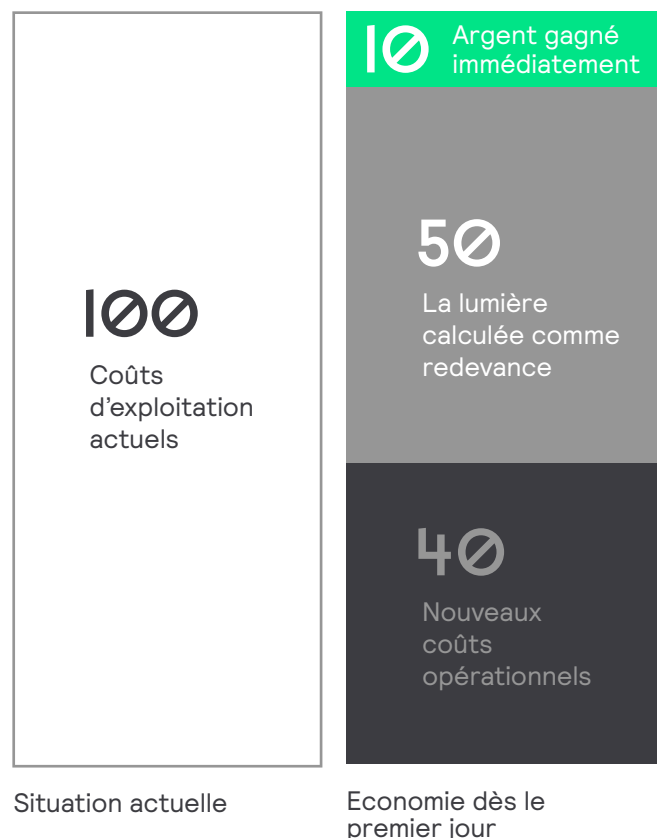 100
Coûts
d’exploitation
actuels
Situation actuelle
10
Argent gagné
immédiatement
50
La lumière
calculée comme
redevance
40
Nouveaux
coûts
opérationnels
Economie dès le
premier jour